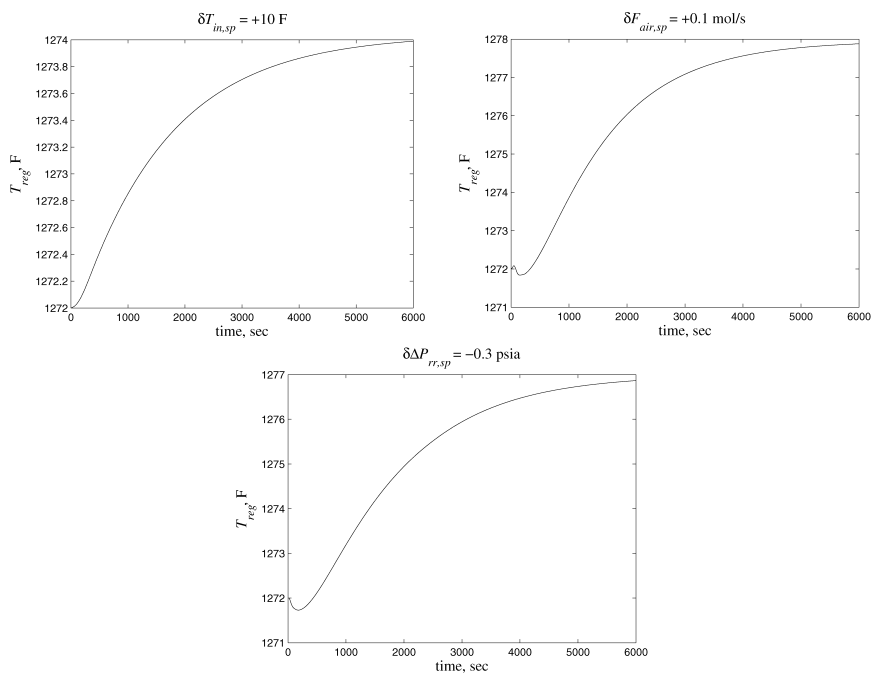 δT_in,sp = +10 F
1274
1273.8
1273.6
1273.4
1273.2
1273
1272.8
1272.6
1272.4
1272.2
1272
T_reg, F
0 1000 2000 3000 4000 5000 6000
time, sec
δF_air,sp = +0.1 mol/s
1278
1277
1276
1275
1274
1273
1272
1271
T_reg, F
0 1000 2000 3000 4000 5000 6000
time, sec
δΔP_rr,sp = −0.3 psia
1277
1276
1275
1274
1273
1272
1271
T_reg, F
0 1000 2000 3000 4000 5000 6000
time, sec